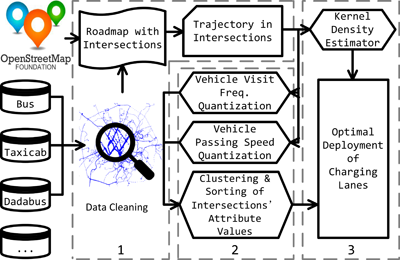 OpenStreetMap
FOUNDATION
Roadmap with
Intersections
Trajectory in
Intersections
Kernel
Density
Estimator
Bus
Taxicab
Dadabus
...
Data Cleaning
Vehicle Visit
Freq.
Quantization
Vehicle
Passing Speed
Quantization
Clustering &
Sorting of
Intersections’
Attribute
Values
Optimal
Deployment
of
Charging
Lanes
1
2
3